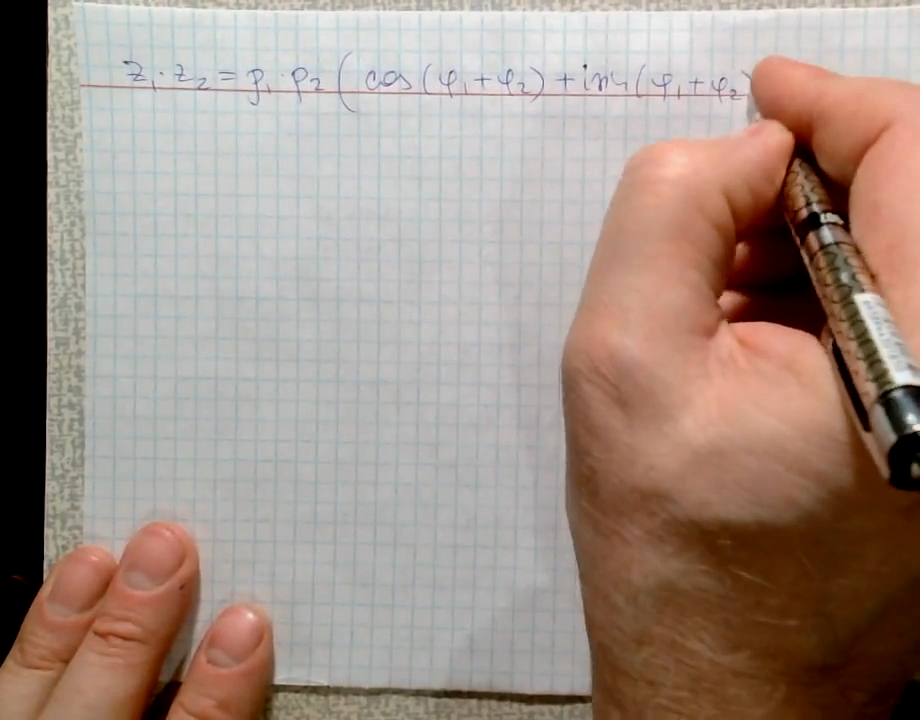 z₁·z₂ = ρ₁·ρ₂ ( cos(φ₁+φ₂) + i sin(φ₁+φ₂)